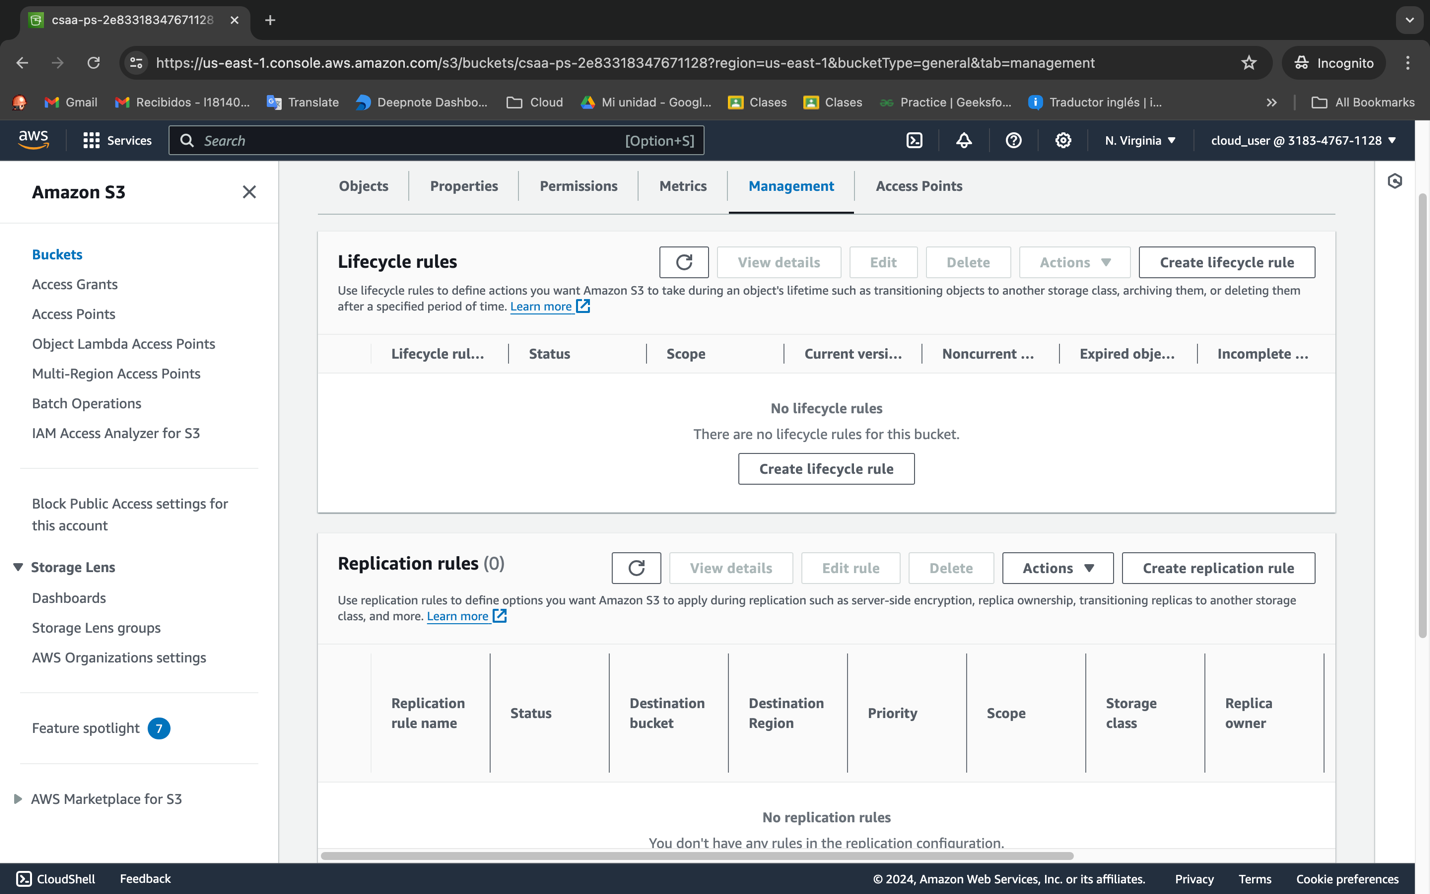 csaa-ps-2e83318347671128
https://us-east-1.console.aws.amazon.com/s3/buckets/csaa-ps-2e83318347671128?region=us-east-1&bucketType=general&tab=management
Incognito
Gmail
Recibidos - l18140...
Translate
Deepnote Dashbo...
Cloud
Mi unidad - Googl...
Clases
Clases
Practice | Geeksfo...
Traductor inglés | i...
»
All Bookmarks
aws
Services
Search
[Option+S]
N. Virginia
cloud_user @ 3183-4767-1128
Amazon S3
Buckets
Access Grants
Access Points
Object Lambda Access Points
Multi-Region Access Points
Batch Operations
IAM Access Analyzer for S3
Block Public Access settings for
this account
Storage Lens
Dashboards
Storage Lens groups
AWS Organizations settings
Feature spotlight 7
AWS Marketplace for S3
Objects
Properties
Permissions
Metrics
Management
Access Points
Lifecycle rules
View details
Edit
Delete
Actions
Create lifecycle rule
Use lifecycle rules to define actions you want Amazon S3 to take during an object's lifetime such as transitioning objects to another storage class, archiving them, or deleting them
after a specified period of time. Learn more
Lifecycle rul...
Status
Scope
Current versi...
Noncurrent ...
Expired obje...
Incomplete ...
No lifecycle rules
There are no lifecycle rules for this bucket.
Create lifecycle rule
Replication rules (0)
View details
Edit rule
Delete
Actions
Create replication rule
Use replication rules to define options you want Amazon S3 to apply during replication such as server-side encryption, replica ownership, transitioning replicas to another storage
class, and more. Learn more
Replication
rule name
Status
Destination
bucket
Destination
Region
Priority
Scope
Storage
class
Replica
owner
No replication rules
You don't have any rules in the replication configuration.
CloudShell
Feedback
© 2024, Amazon Web Services, Inc. or its affiliates.
Privacy
Terms
Cookie preferences